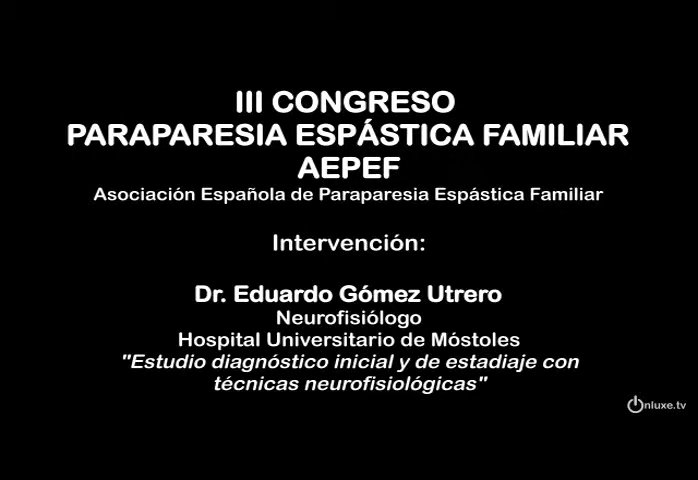 III CONGRESO
PARAPARESIA ESPÁSTICA FAMILIAR
AEPEF
Asociación Española de Paraparesia Espástica Familiar
Intervención:
Dr. Eduardo Gómez Utrero
Neurofisiólogo
Hospital Universitario de Móstoles
"Estudio diagnóstico inicial y de estadiaje con
técnicas neurofisiológicas"
Onluxe.tv